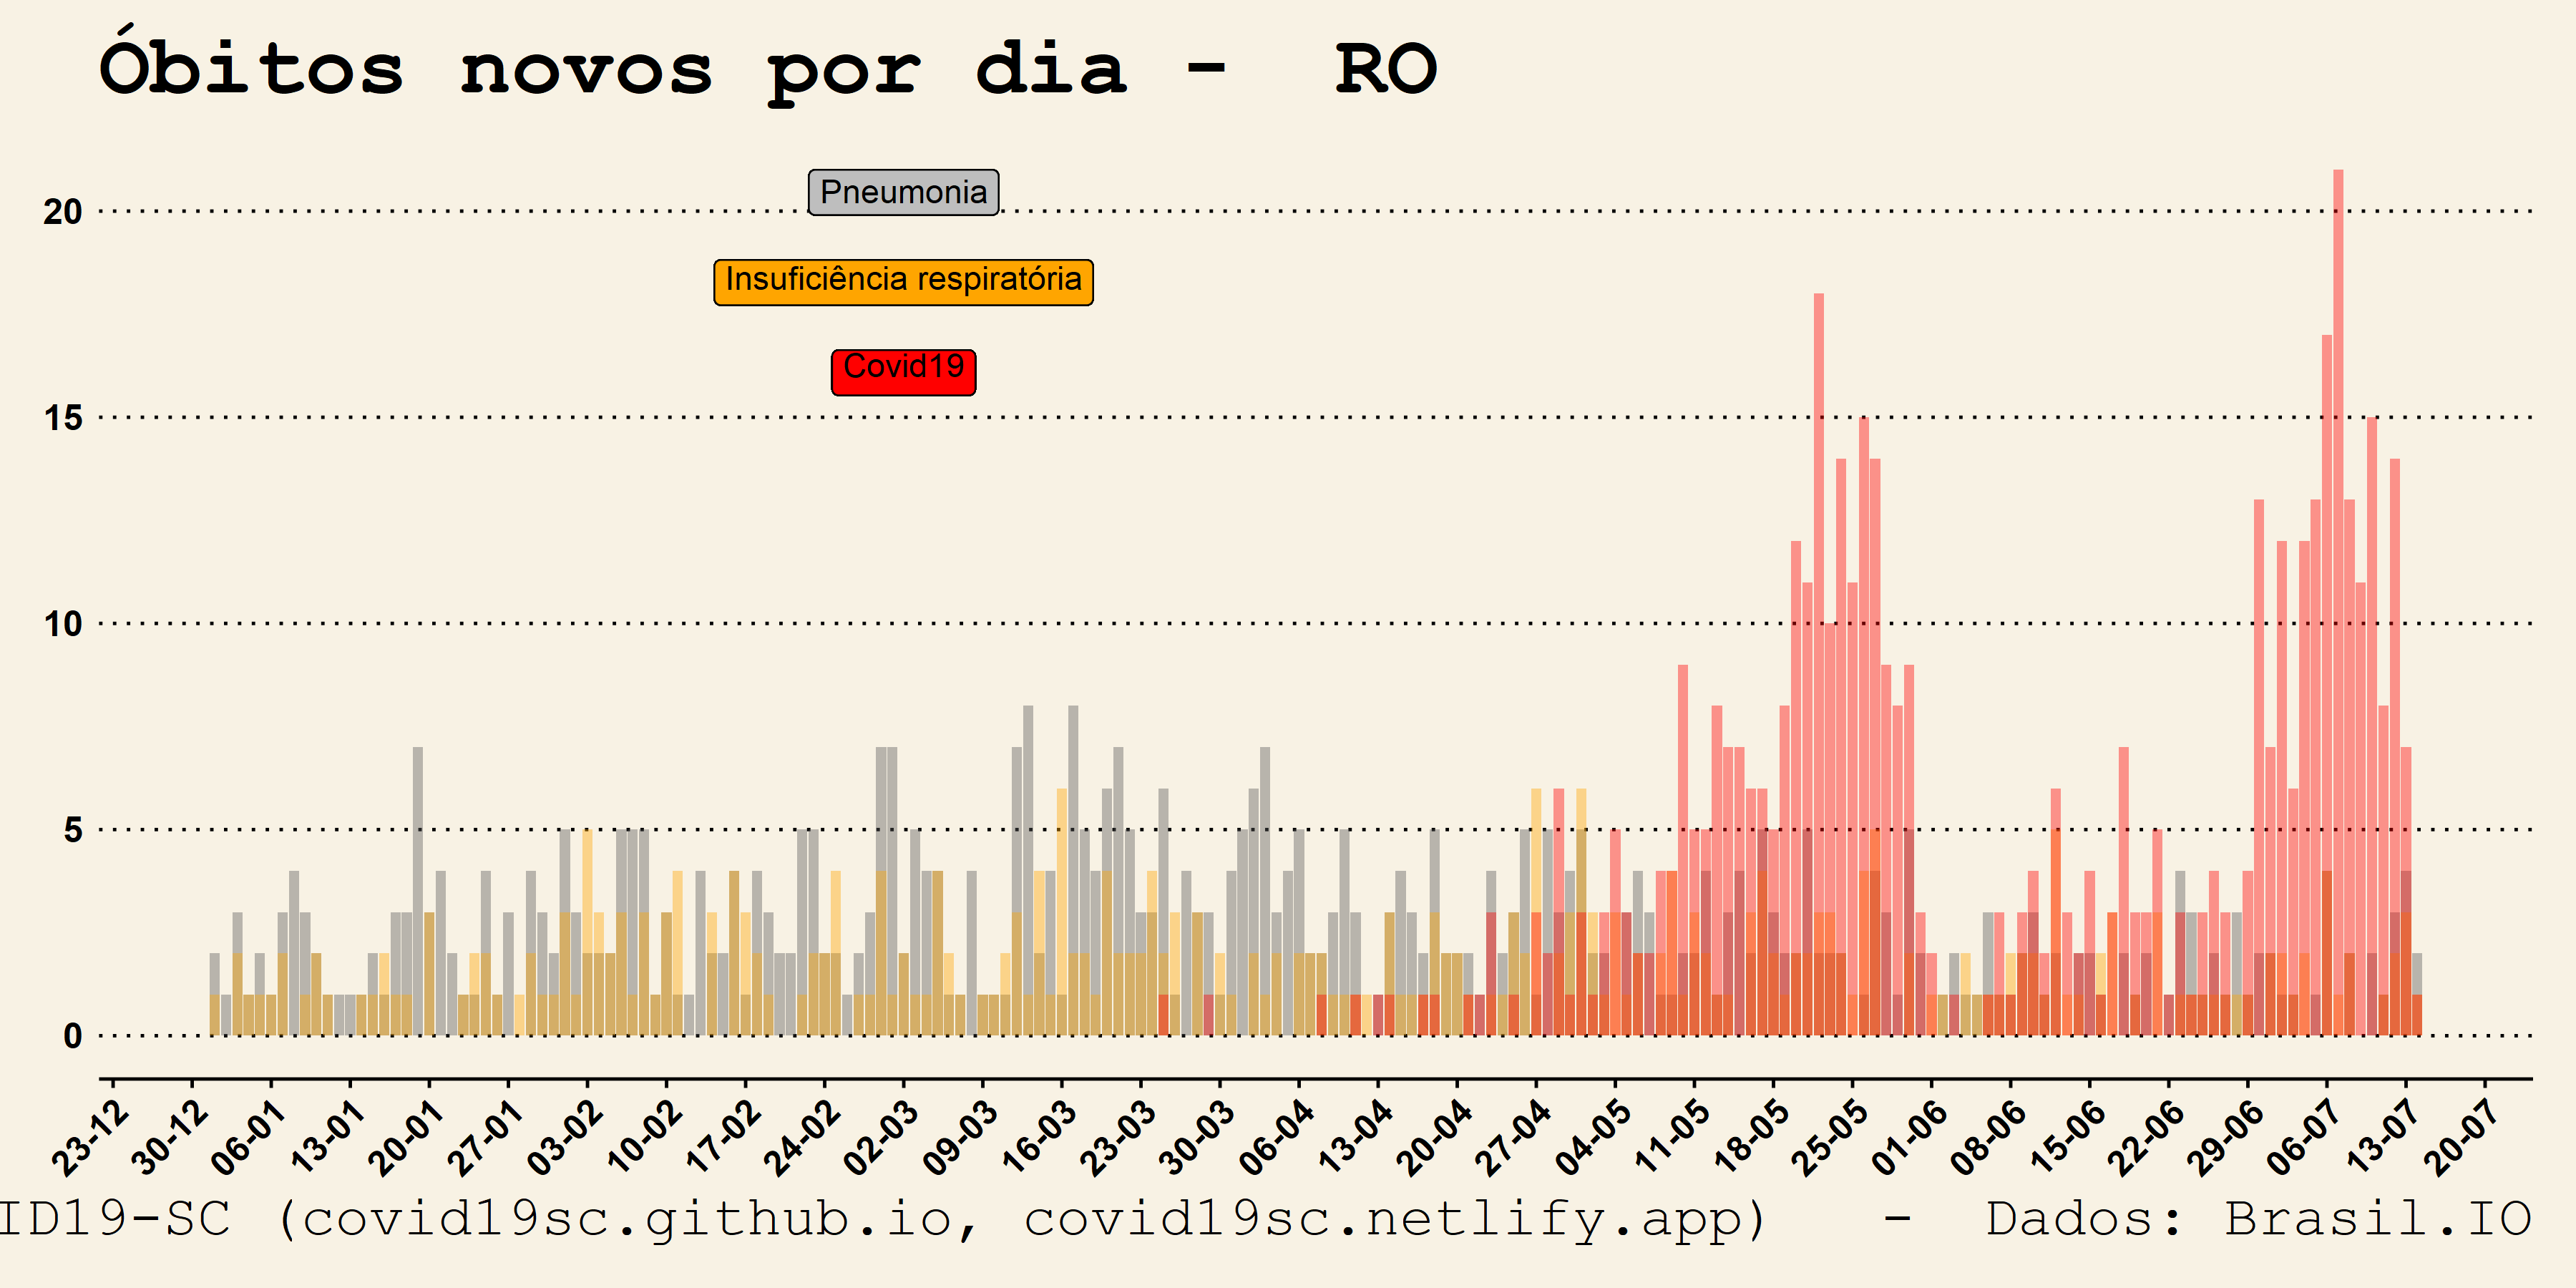 Óbitos novos por dia - RO
Pneumonia
Insuficiência respiratória
Covid19
20
15
10
5
0
23-12 30-12 06-01 13-01 20-01 27-01 03-02 10-02 17-02 24-02 02-03 09-03 16-03 23-03 30-03 06-04 13-04 20-04 27-04 04-05 11-05 18-05 25-05 01-06 08-06 15-06 22-06 29-06 06-07 13-07 20-07
ID19-SC (covid19sc.github.io, covid19sc.netlify.app) - Dados: Brasil.IO